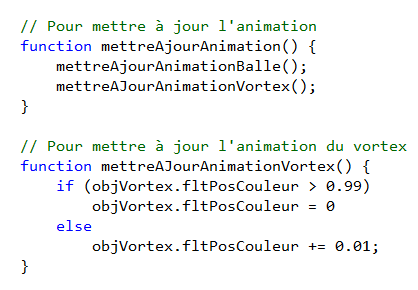 // Pour mettre à jour l'animation
function mettreAjourAnimation() {
    mettreAjourAnimationBalle();
    mettreAJourAnimationVortex();
}

// Pour mettre à jour l'animation du vortex
function mettreAJourAnimationVortex() {
    if (objVortex.fltPosCouleur > 0.99)
        objVortex.fltPosCouleur = 0
    else
        objVortex.fltPosCouleur += 0.01;
}